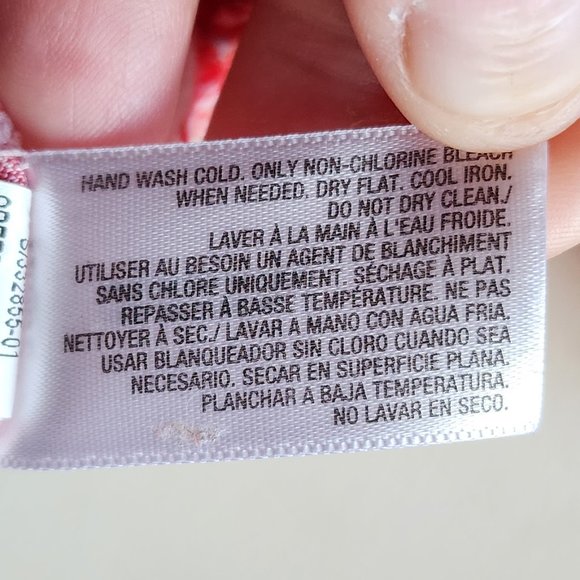 HAND WASH COLD. ONLY NON-CHLORINE BLEACH
WHEN NEEDED. DRY FLAT. COOL IRON.
DO NOT DRY CLEAN./
LAVER À LA MAIN À L'EAU FROIDE.
UTILISER AU BESOIN UN AGENT DE BLANCHIMENT
SANS CHLORE UNIQUEMENT. SÉCHAGE À PLAT.
REPASSER À BASSE TEMPÉRATURE. NE PAS
NETTOYER À SEC./ LAVAR A MANO CON AGUA FRIA.
USAR BLANQUEADOR SIN CLORO CUANDO SEA
NECESARIO. SECAR EN SUPERFICIE PLANA.
PLANCHAR A BAJA TEMPERATURA.
NO LAVAR EN SECO.